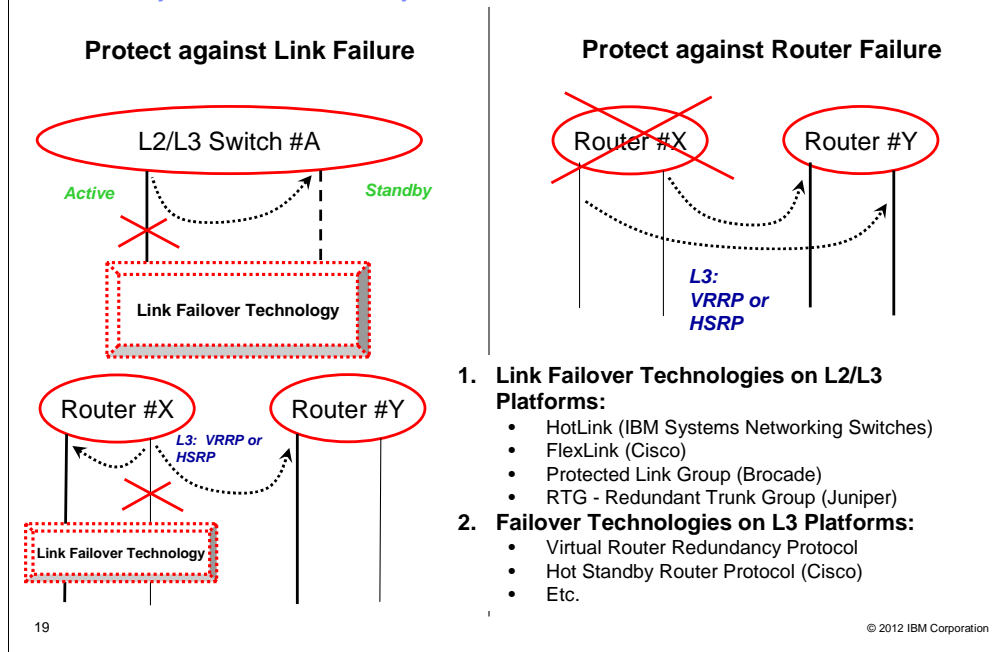 Protect against Link Failure
L2/L3 Switch #A
Active
Standby
Link Failover Technology
Router #X
Router #Y
L3: VRRP or
HSRP
Link Failover Technology
Protect against Router Failure
Router #X
Router #Y
L3:
VRRP or
HSRP
1. Link Failover Technologies on L2/L3
Platforms:
• HotLink (IBM Systems Networking Switches)
• FlexLink (Cisco)
• Protected Link Group (Brocade)
• RTG - Redundant Trunk Group (Juniper)
2. Failover Technologies on L3 Platforms:
• Virtual Router Redundancy Protocol
• Hot Standby Router Protocol (Cisco)
• Etc.
19
© 2012 IBM Corporation